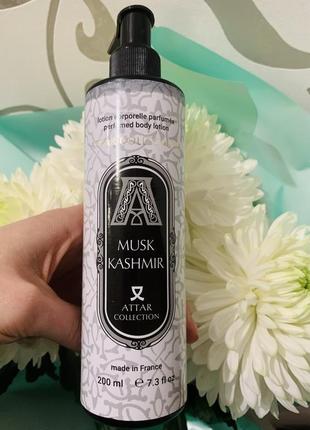 lotion corporelle parfumée
perfumed body lotion
A
MUSK
KASHMIR
ATTAR
COLLECTION
made in France
200 ml ℮ 7.3 fl oz